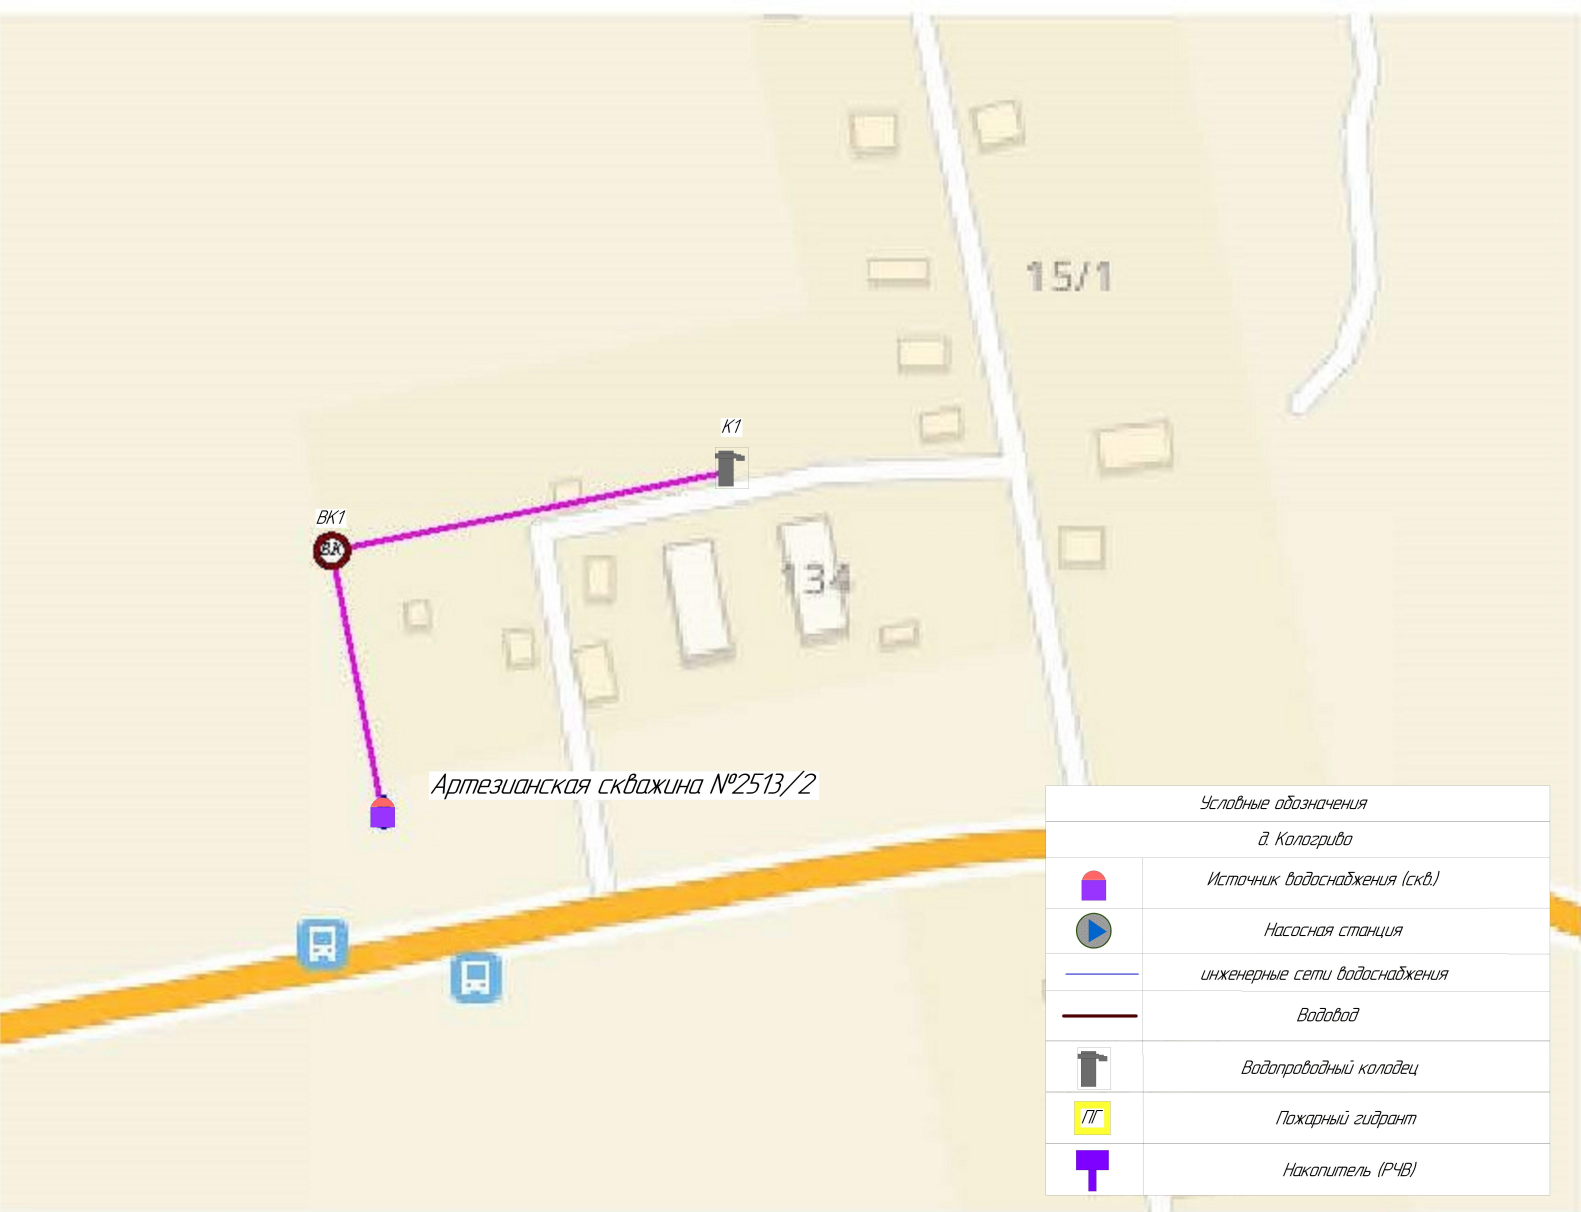 15/1
К1
ВК1
ВК
134
Артезианская скважина №2513/2
Условные обозначения
д. Кологриво
Источник водоснабжения (скв.)
Насосная станция
инженерные сети водоснабжения
Водовод
Водопроводный колодец
ПГ
Пожарный гидрант
Накопитель (РЧВ)